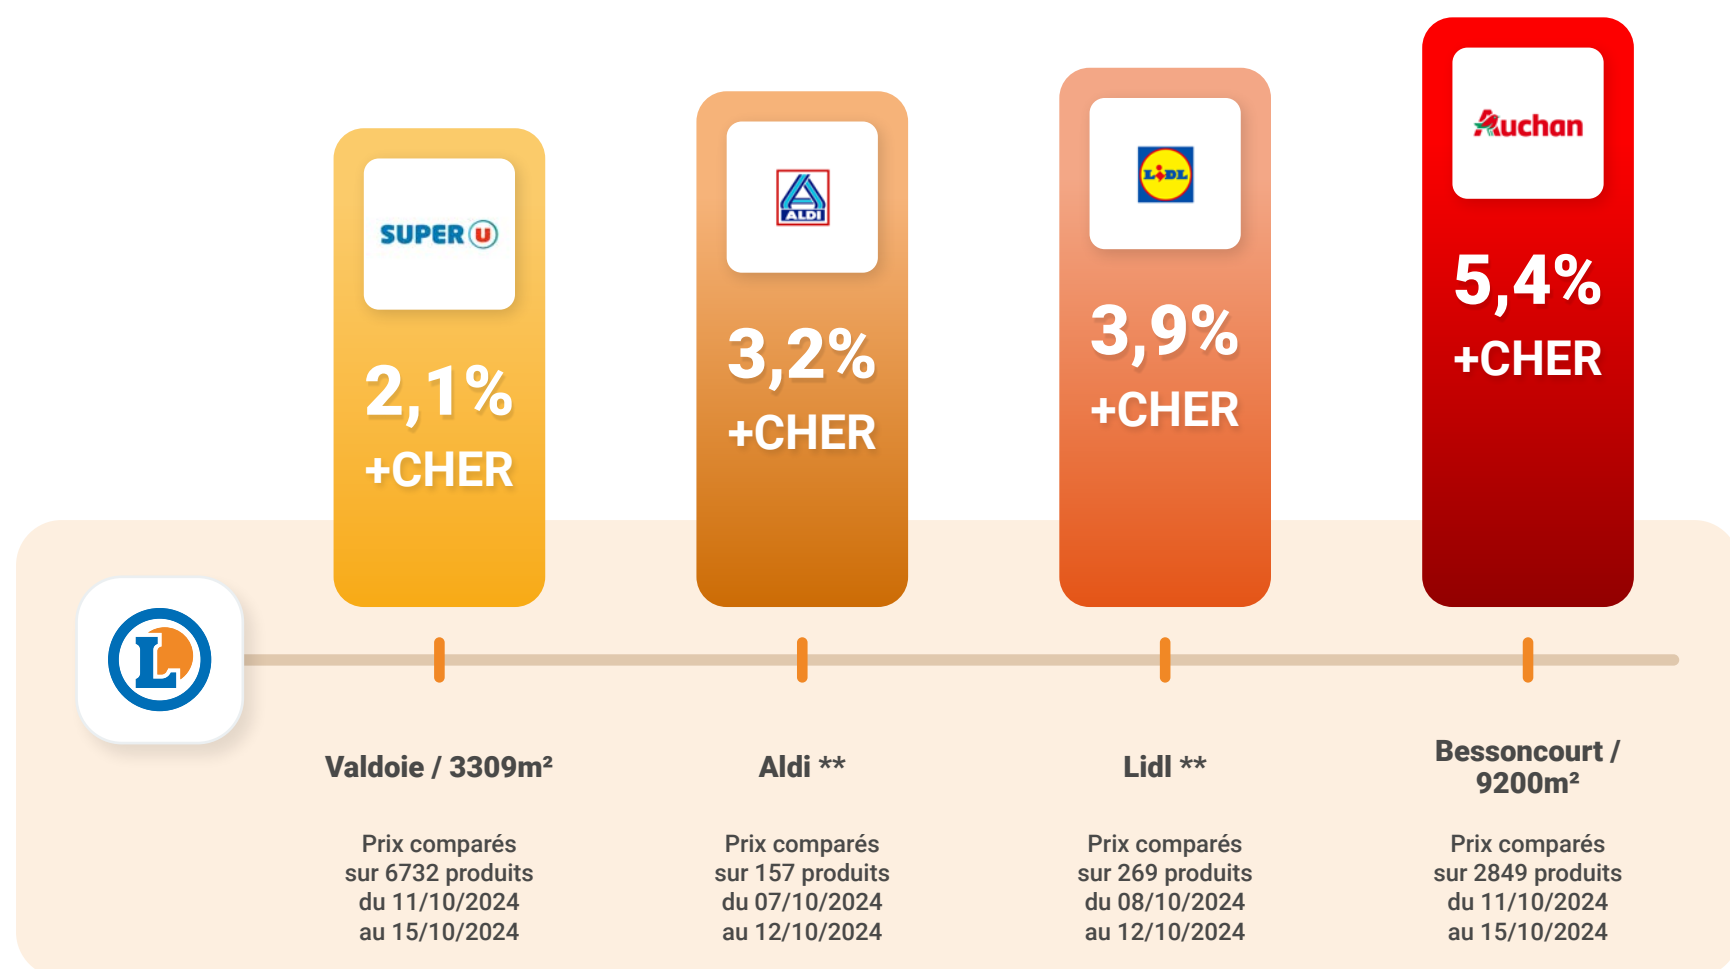 SUPER U
2,1%
+CHER
ALDI
3,2%
+CHER
LIDL
3,9%
+CHER
Auchan
5,4%
+CHER
L
Valdoie / 3309m²
Prix comparés
sur 6732 produits
du 11/10/2024
au 15/10/2024
Aldi **
Prix comparés
sur 157 produits
du 07/10/2024
au 12/10/2024
Lidl **
Prix comparés
sur 269 produits
du 08/10/2024
au 12/10/2024
Bessoncourt /
9200m²
Prix comparés
sur 2849 produits
du 11/10/2024
au 15/10/2024